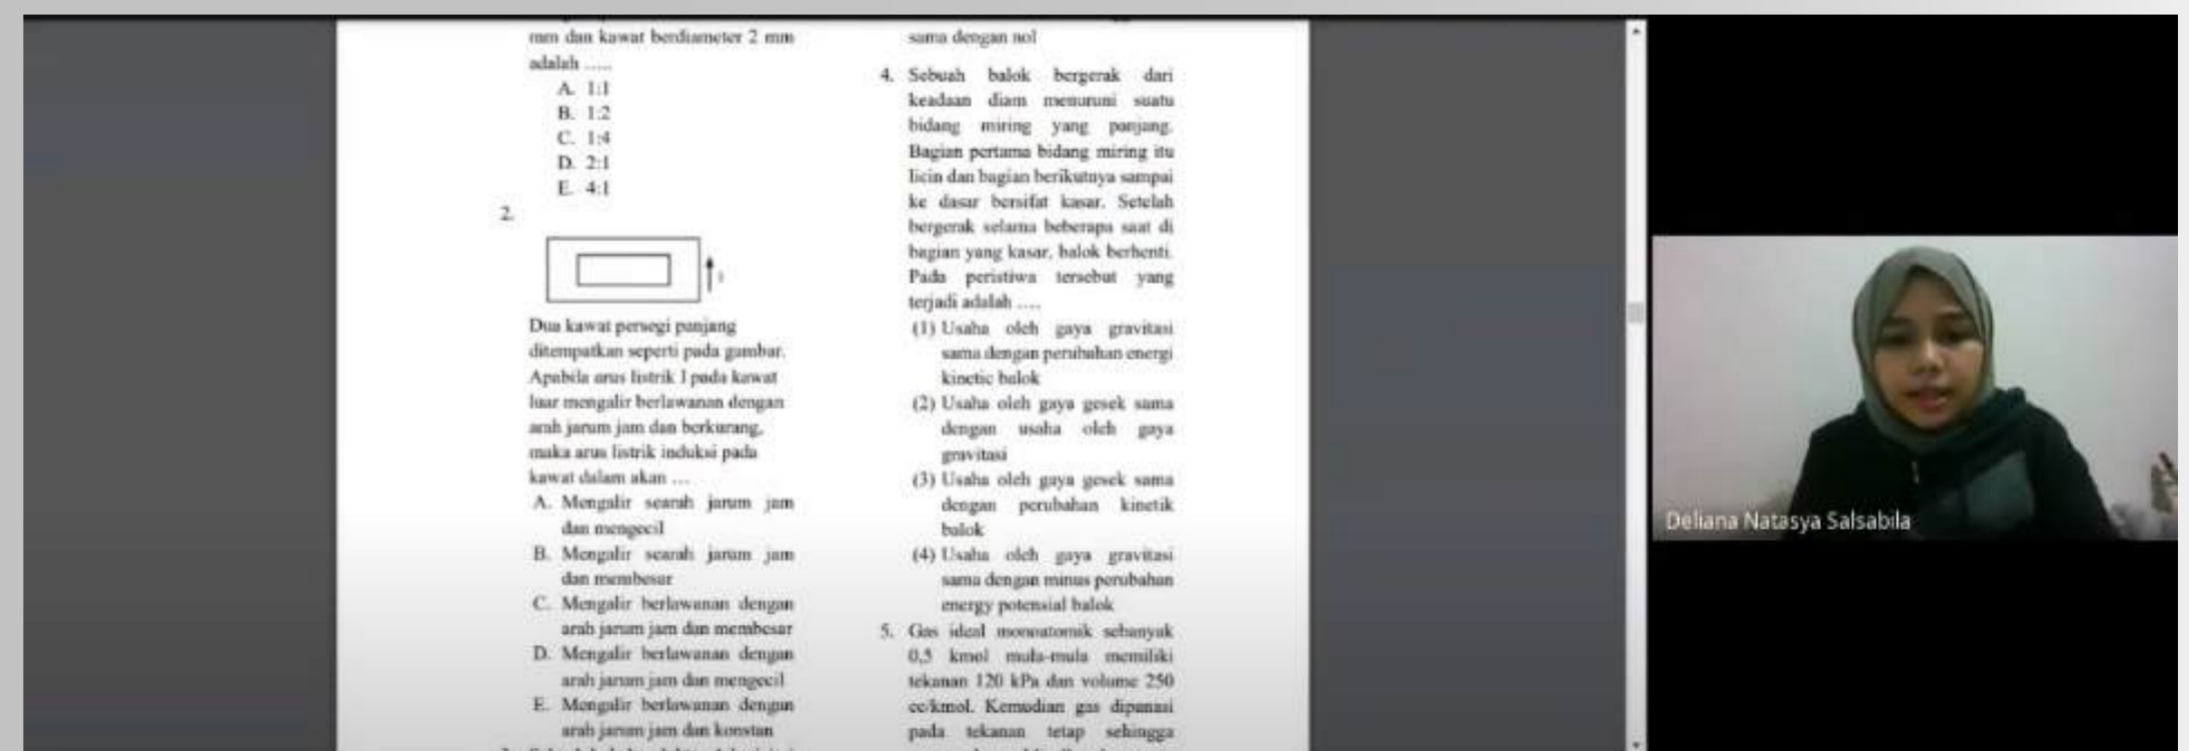 mm dan kawat berdiameter 2 mm
adalah .....
A. 1:1
B. 1:2
C. 1:4
D. 2:1
E. 4:1
2.
Dua kawat persegi panjang
ditempatkan seperti pada gambar.
Apabila arus listrik I pada kawat
luar mengalir berlawanan dengan
arah jarum jam dan berkurang,
maka arus listrik induksi pada
kawat dalam akan ...
A. Mengalir searah jarum jam
dan mengecil
B. Mengalir searah jarum jam
dan membesar
C. Mengalir berlawanan dengan
arah jarum jam dan membesar
D. Mengalir berlawanan dengan
arah jarum jam dan mengecil
E. Mengalir berlawanan dengan
arah jarum jam dan konstan
sama dengan nol
4. Sebuah balok bergerak dari
keadaan diam menuruni suatu
bidang miring yang panjang.
Bagian pertama bidang miring itu
licin dan bagian berikutnya sampai
ke dasar bersifat kasar. Setelah
bergerak selama beberapa saat di
bagian yang kasar, balok berhenti.
Pada peristiwa tersebut yang
terjadi adalah ....
(1) Usaha oleh gaya gravitasi
sama dengan perubahan energi
kinetic balok
(2) Usaha oleh gaya gesek sama
dengan usaha oleh gaya
gravitasi
(3) Usaha oleh gaya gesek sama
dengan perubahan kinetik
balok
(4) Usaha oleh gaya gravitasi
sama dengan minus perubahan
energy potensial balok
5. Gas ideal monoatomik sebanyak
0,5 kmol mula-mula memiliki
tekanan 120 kPa dan volume 250
cc/kmol. Kemudian gas dipanasi
pada tekanan tetap sehingga
Deliana Natasya Salsabila